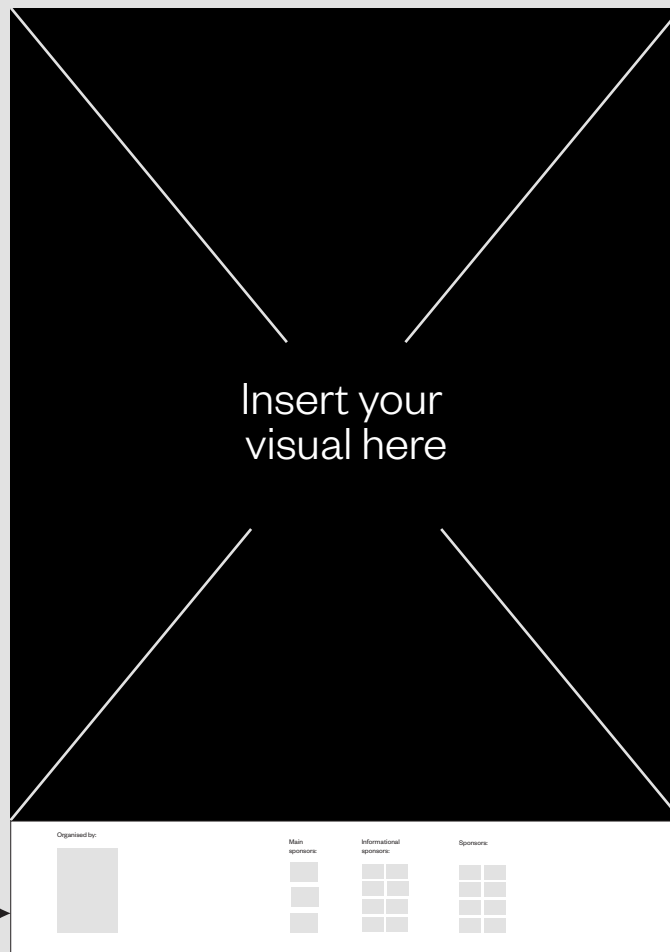 Insert your
visual here
Organised by:
Main
sponsors:
Informational
sponsors:
Sponsors: